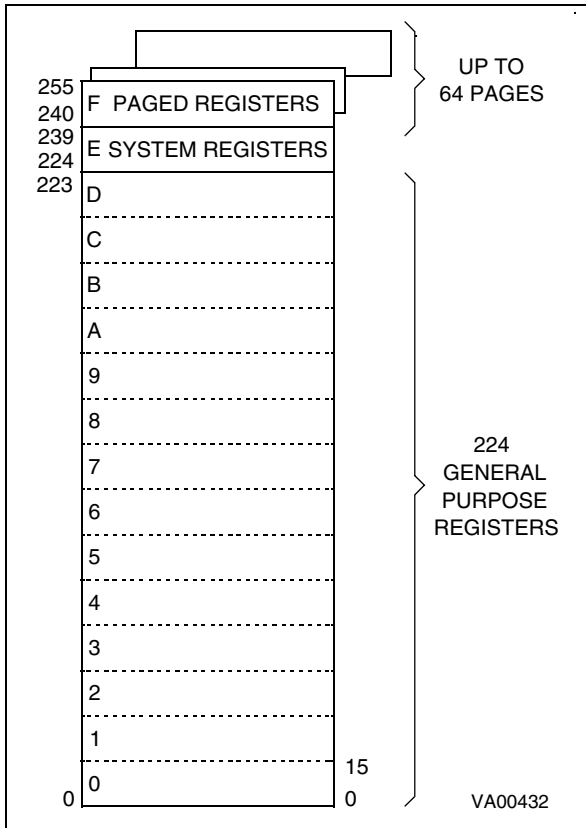 UP TO
64 PAGES
255
F PAGED REGISTERS
240
239
E SYSTEM REGISTERS
224
223
D
C
B
A
9
8
7
6
5
4
3
2
1
0
0
15
0
224
GENERAL
PURPOSE
REGISTERS
VA00432